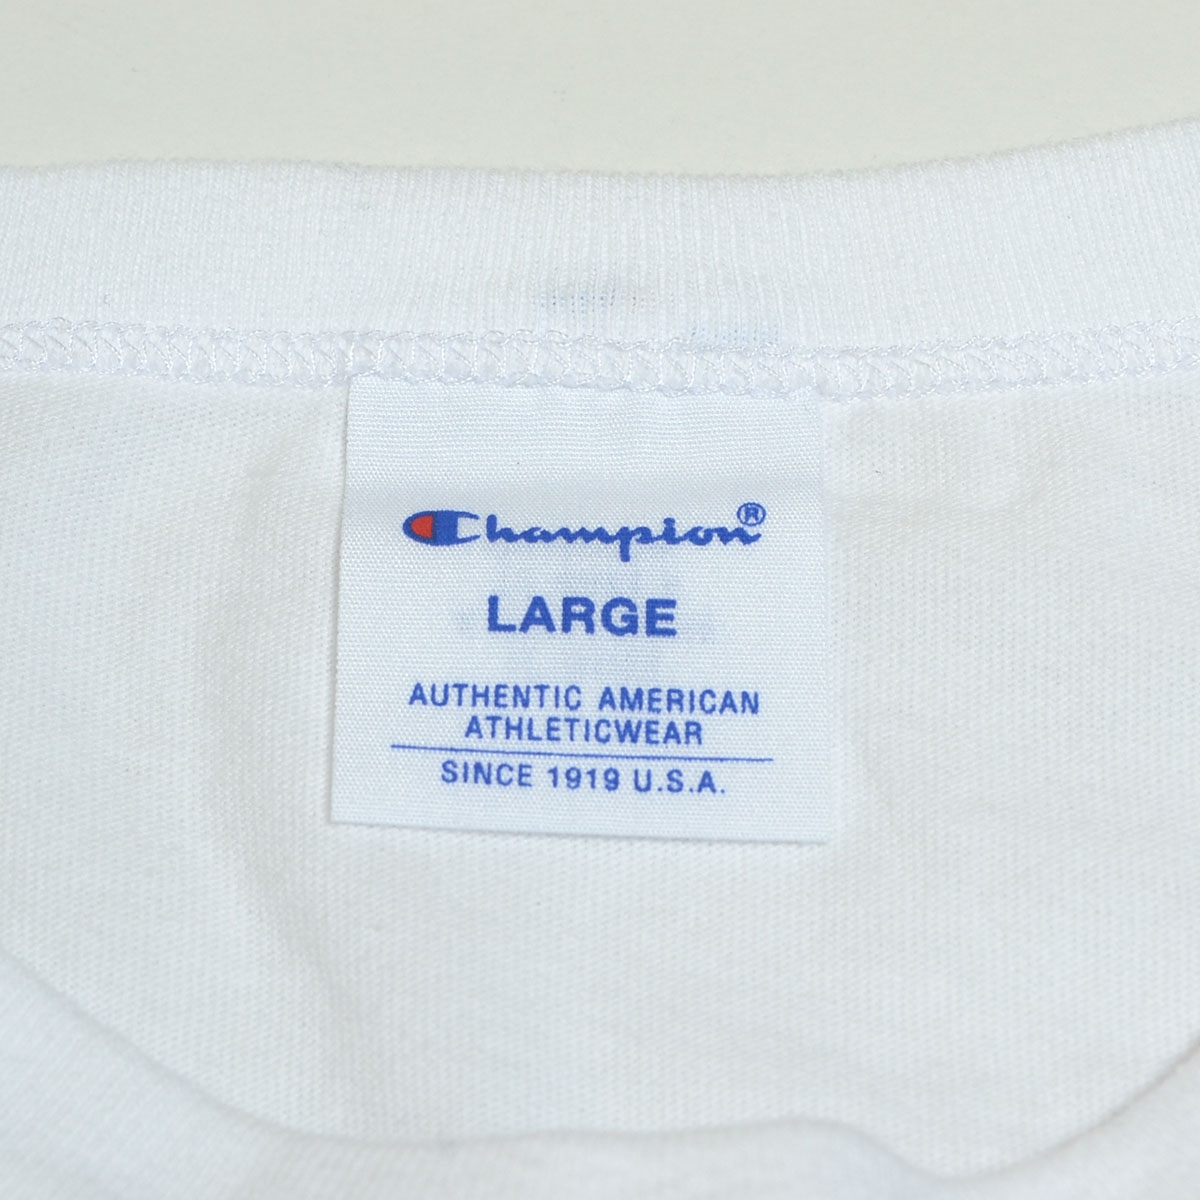 Champion®
LARGE
AUTHENTIC AMERICAN
ATHLETICWEAR
SINCE 1919 U.S.A.